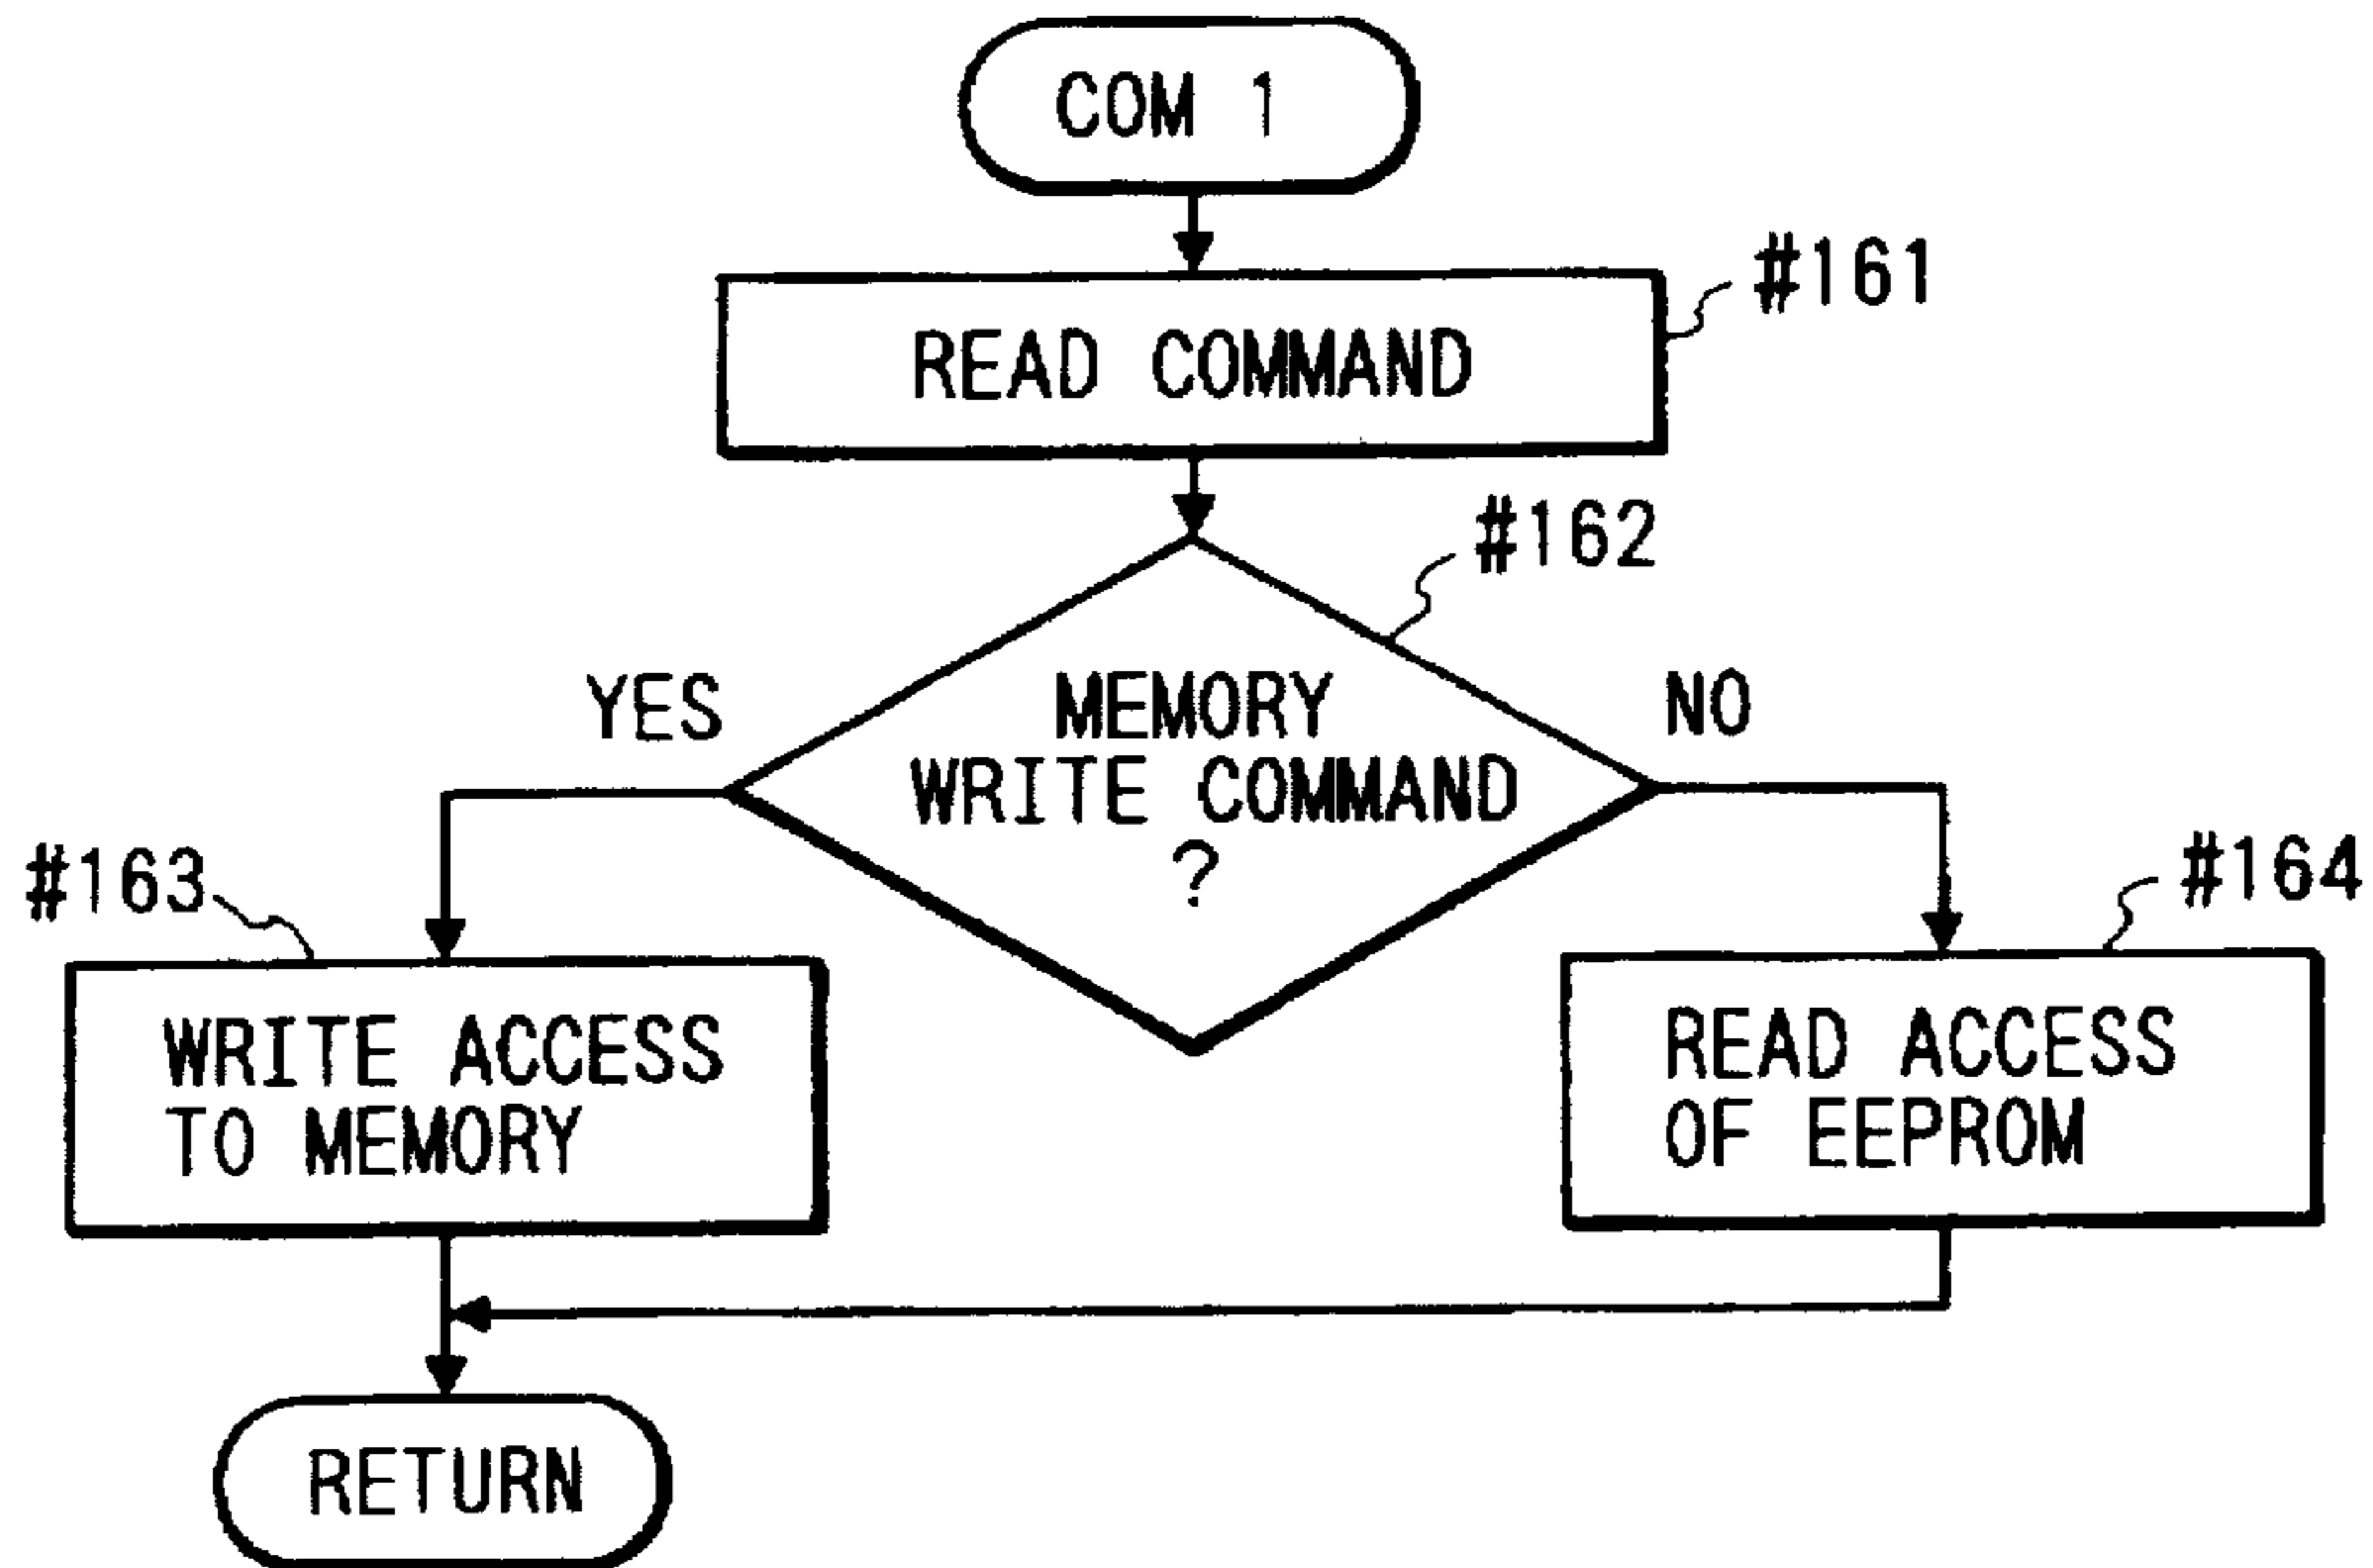 COM 1
#161
READ COMMAND
#162
YES
MEMORY
WRITE COMMAND
?
NO
#163
WRITE ACCESS
TO MEMORY
#164
READ ACCESS
OF EEPROM
RETURN